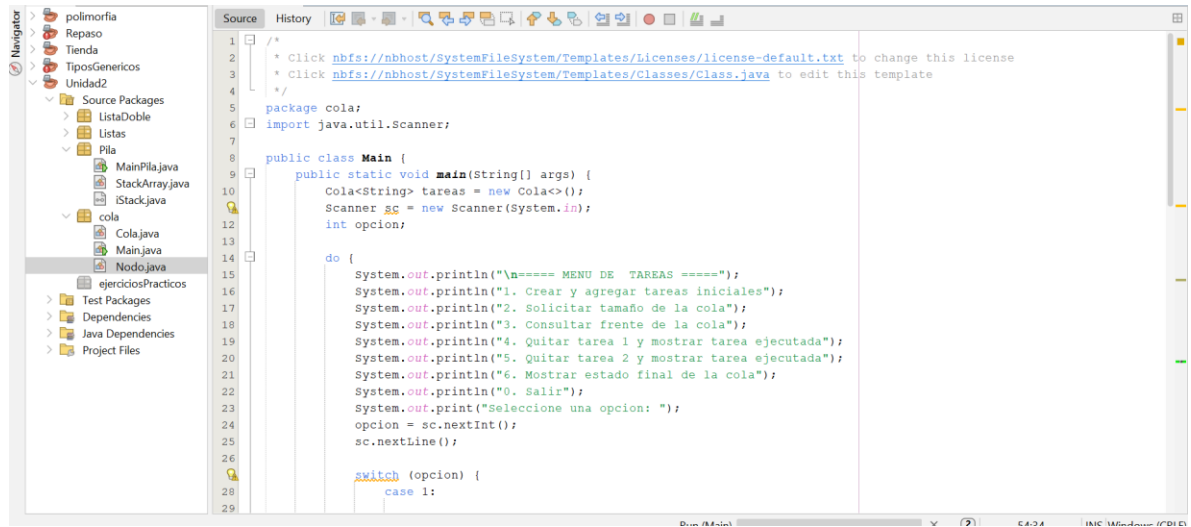 Navigator
polimorfia
Repaso
Tienda
TiposGenericos
Unidad2
Source Packages
ListaDoble
Listas
Pila
MainPila.java
StackArray.java
iStack.java
cola
Cola.java
Main.java
Nodo.java
ejerciciosPracticos
Test Packages
Dependencies
Java Dependencies
Project Files
Source History
1 /*
2 * Click nbfs://nbhost/SystemFileSystem/Templates/Licenses/license-default.txt to change this license
3 * Click nbfs://nbhost/SystemFileSystem/Templates/Classes/Class.java to edit this template
4 */
5 package cola;
6 import java.util.Scanner;
7
8 public class Main {
9 public static void main(String[] args) {
10 Cola<String> tareas = new Cola<>();
Scanner sc = new Scanner(System.in);
12 int opcion;
13
14 do {
15 System.out.println("\n===== MENU DE  TAREAS =====");
16 System.out.println("1. Crear y agregar tareas iniciales");
17 System.out.println("2. Solicitar tamaño de la cola");
18 System.out.println("3. Consultar frente de la cola");
19 System.out.println("4. Quitar tarea 1 y mostrar tarea ejecutada");
20 System.out.println("5. Quitar tarea 2 y mostrar tarea ejecutada");
21 System.out.println("6. Mostrar estado final de la cola");
22 System.out.println("0. Salir");
23 System.out.print("Seleccione una opcion: ");
24 opcion = sc.nextInt();
25 sc.nextLine();
26
switch (opcion) {
28 case 1:
29
Run (Main) 54:34 INS Windows (CRLF)